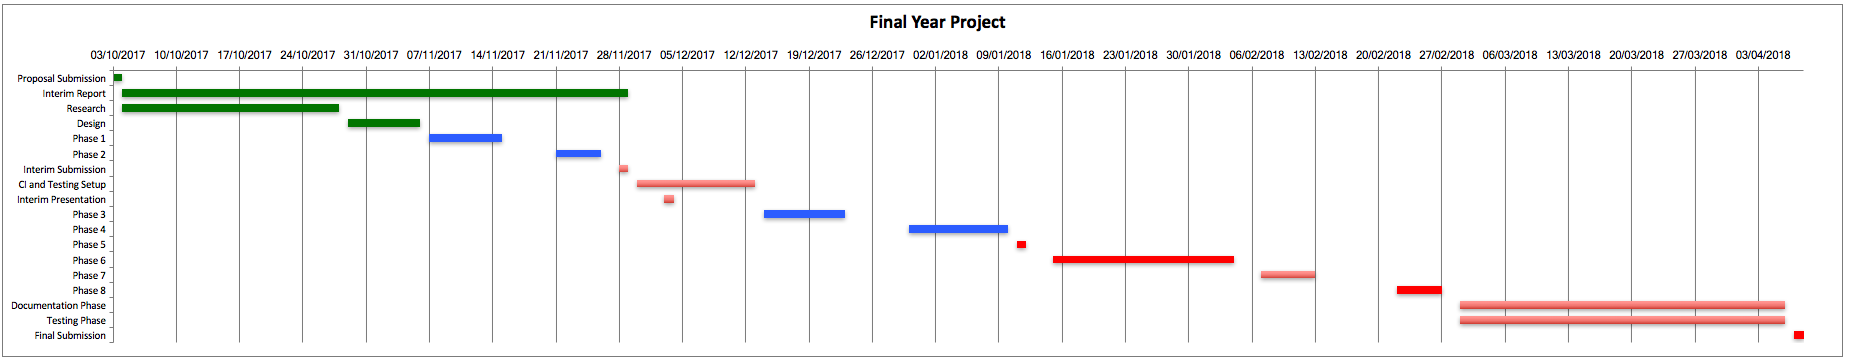 Final Year Project
03/10/2017 10/10/2017 17/10/2017 24/10/2017 31/10/2017 07/11/2017 14/11/2017 21/11/2017 28/11/2017 05/12/2017 12/12/2017 19/12/2017 26/12/2017 02/01/2018 09/01/2018 16/01/2018 23/01/2018 30/01/2018 06/02/2018 13/02/2018 20/02/2018 27/02/2018 06/03/2018 13/03/2018 20/03/2018 27/03/2018 03/04/2018
Proposal Submission
Interim Report
Research
Design
Phase 1
Phase 2
Interim Submission
CI and Testing Setup
Interim Presentation
Phase 3
Phase 4
Phase 5
Phase 6
Phase 7
Phase 8
Documentation Phase
Testing Phase
Final Submission